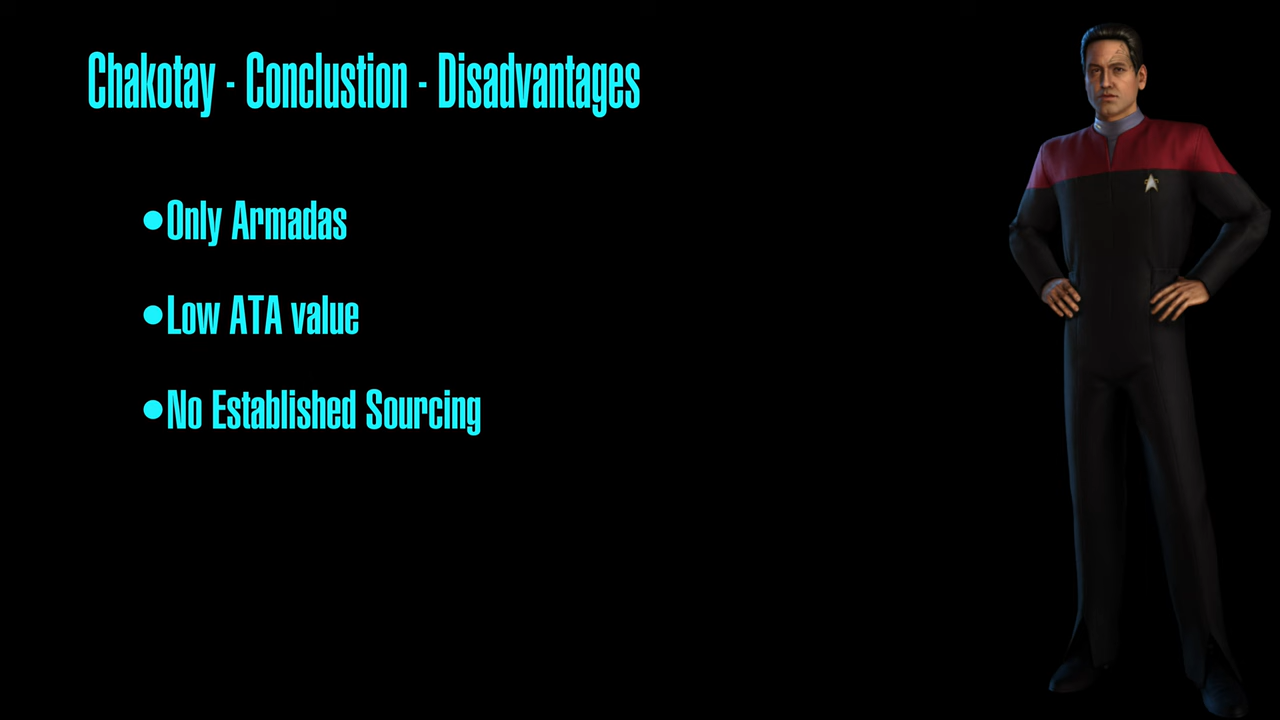 Chakotay - Conclustion - Disadvantages
•Only Armadas
•Low ATA value
•No Established Sourcing